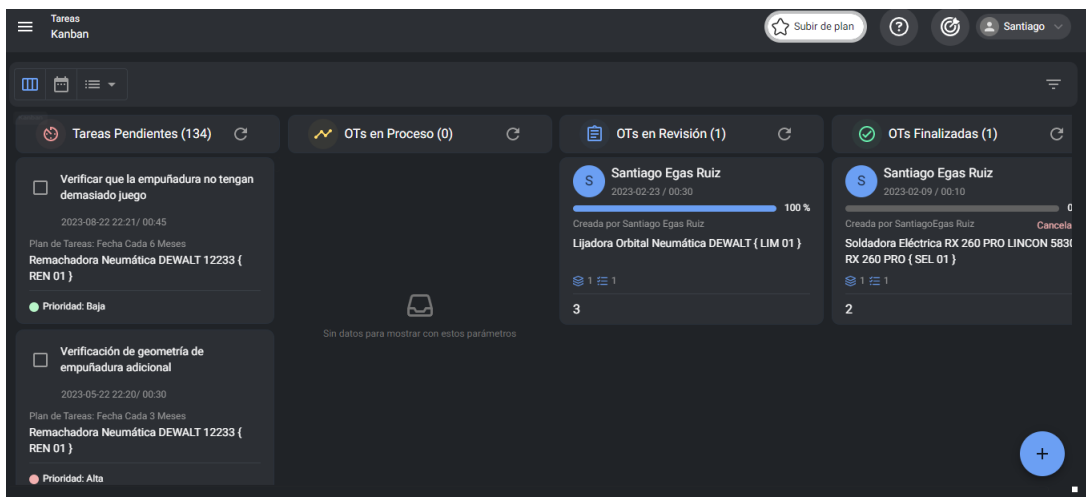 Tareas
Kanban
Subir de plan
Santiago
Tareas Pendientes (134)
OTs en Proceso (0)
OTs en Revisión (1)
OTs Finalizadas (1)
Verificar que la empuñadura no tengan
demasiado juego
2023-08-22 22:21/ 00:45
Plan de Tareas: Fecha Cada 6 Meses
Remachadora Neumática DEWALT 12233 {
REN 01 }
Prioridad: Baja
Verificación de geometría de
empuñadura adicional
2023-05-22 22:20/ 00:30
Plan de Tareas: Fecha Cada 3 Meses
Remachadora Neumática DEWALT 12233 {
REN 01 }
Prioridad: Alta
Sin datos para mostrar con estos parámetros
S
Santiago Egas Ruiz
2023-02-23 / 00:30
100 %
Creada por Santiago Egas Ruiz
Lijadora Orbital Neumática DEWALT { LIM 01 }
1 1
3
S
Santiago Egas Ruiz
2023-02-09 / 00:10
0
Creada por SantiagoEgas Ruiz
Cancela
Soldadora Eléctrica RX 260 PRO LINCON 5830
RX 260 PRO { SEL 01 }
1 1
2